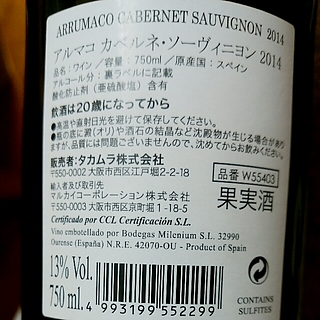 ARRUMACO CABERNET SAUVIGNON 2014
アルマコ カベルネ・ソーヴィニヨン 2014
品名：ワイン／容量：750ml／原産国：スペイン
アルコール分：裏ラベルに記載
酸化防止剤（亜硫酸塩）含有
飲酒は20歳になってから
●高温や直射日光を避けて保存してください。
●瓶の底に澱(オリ)や酒石の結晶など沈殿物が生じる場合があり
ますが、品質には問題ございませんので、沈めてからお飲みください。
販売者：タカムラ株式会社
〒550-0002 大阪市西区江戸堀2-2-18
輸入者及び取引先
マルカイコーポレーション株式会社
〒550-0003 大阪市西区京町堀 1-18-5
品番 W55403
果実酒
Certificado por CCL Certificación S.L.
Vino embotellado por Bodegas Milenium S.L. 32990
Ourense (España) N.R.E. 42070-OU - Product of Spain
13% Vol.
750 ml.
4 993199 552299
CONTAINS
SULFITES